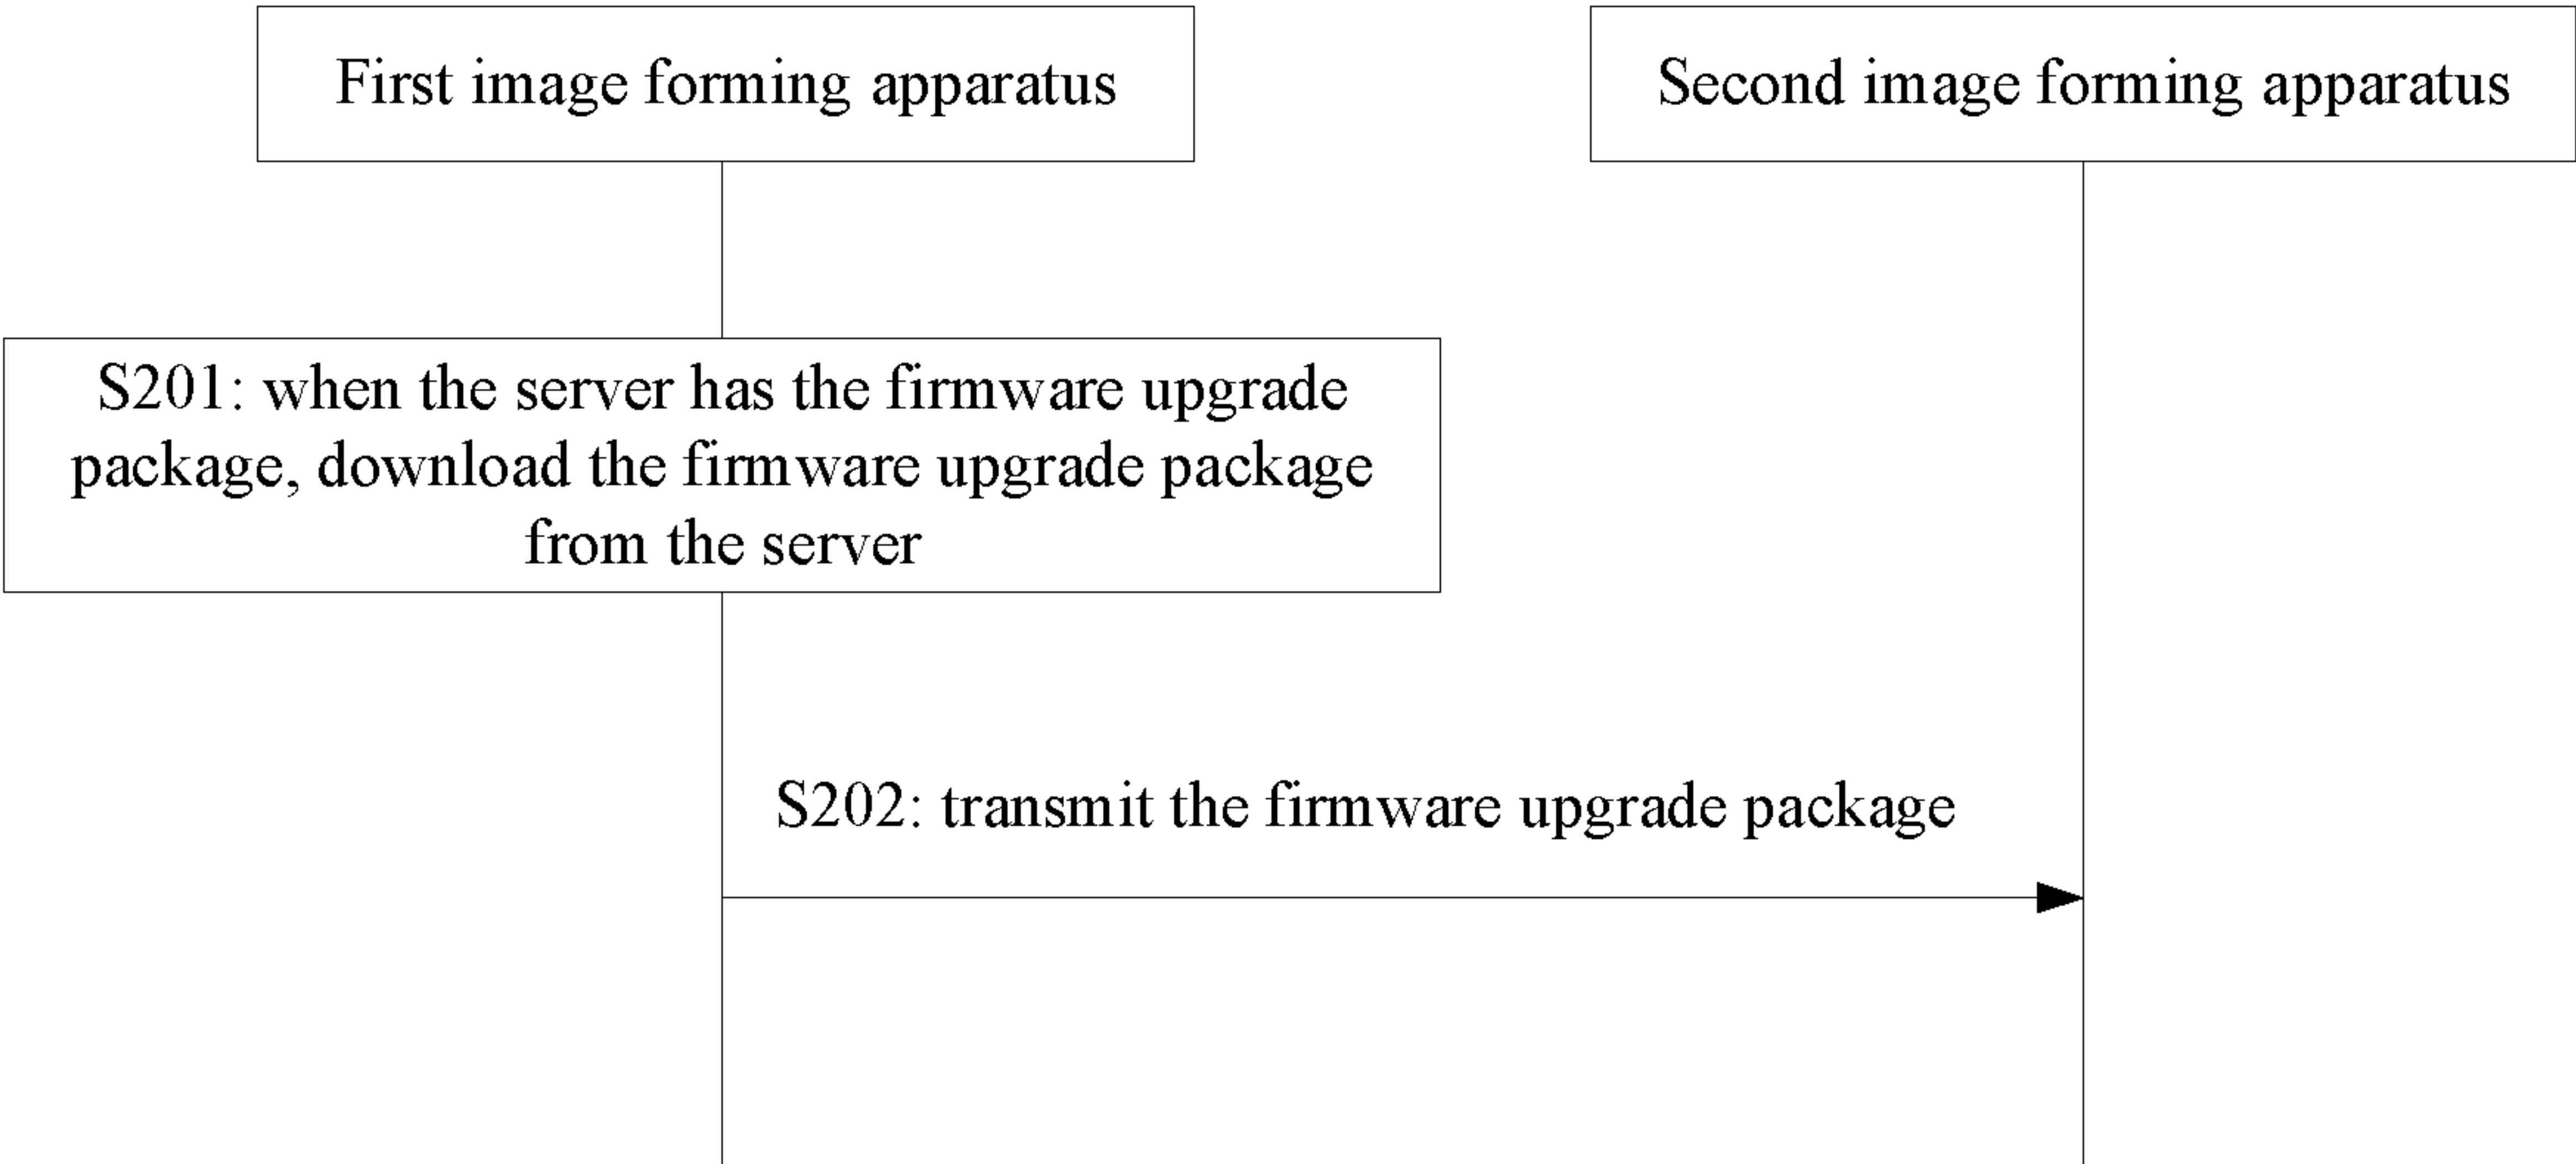 First image forming apparatus
Second image forming apparatus
S201: when the server has the firmware upgrade
package, download the firmware upgrade package
from the server
S202: transmit the firmware upgrade package